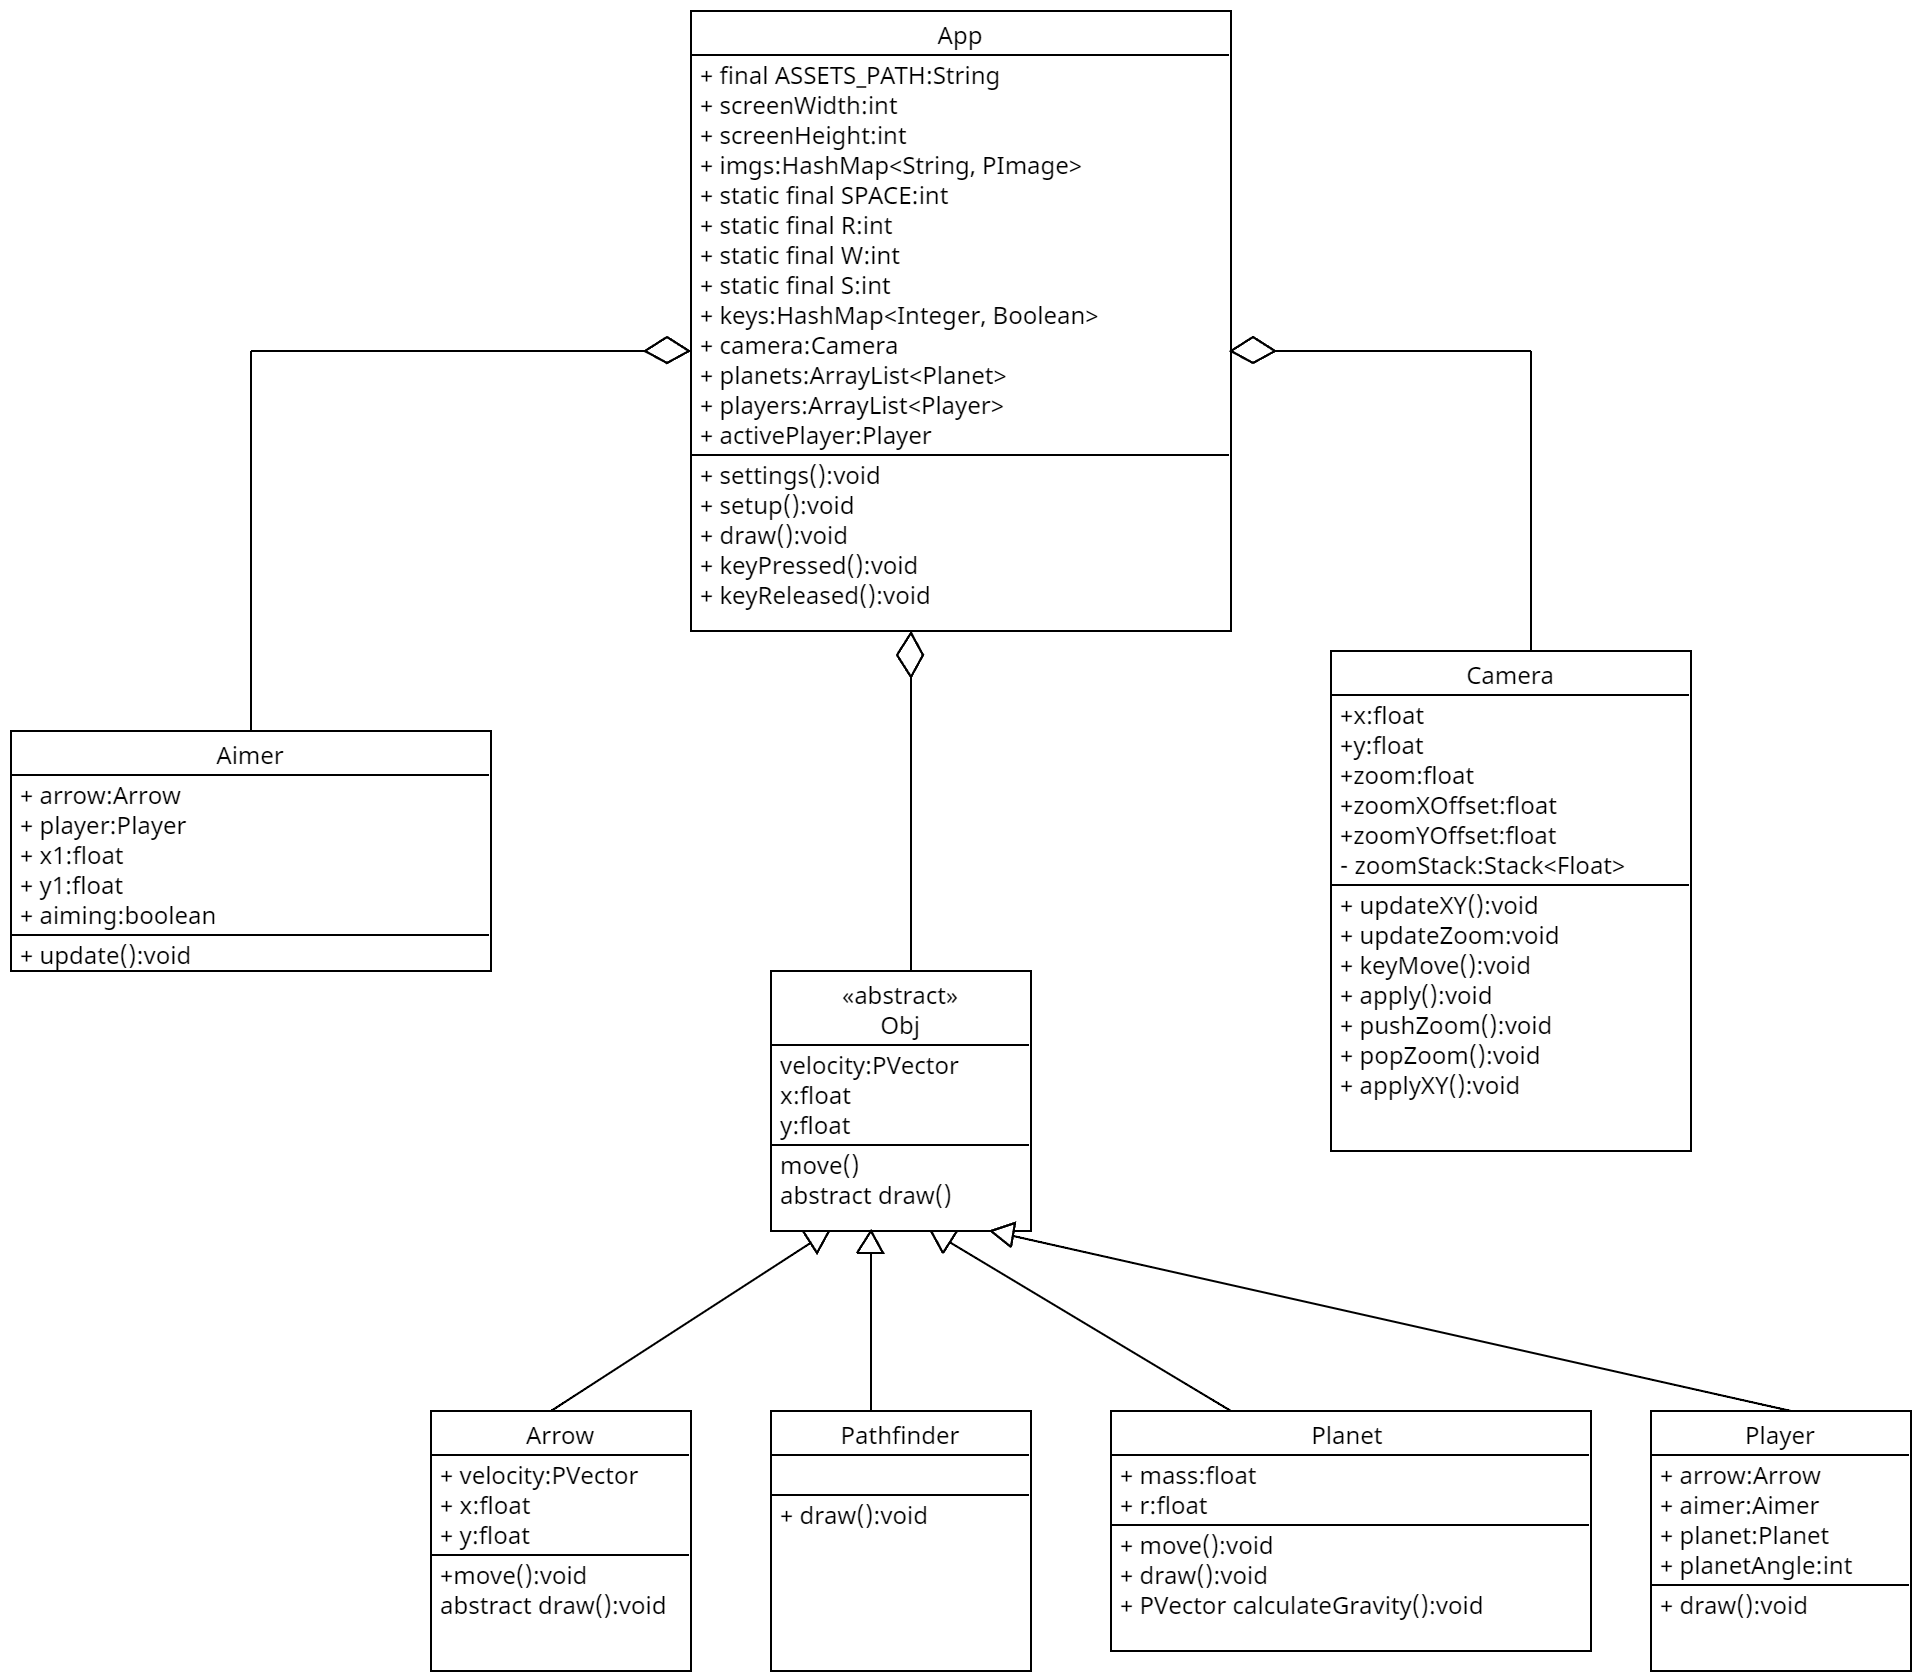 App
+ final ASSETS_PATH:String
+ screenWidth:int
+ screenHeight:int
+ imgs:HashMap<String, PImage>
+ static final SPACE:int
+ static final R:int
+ static final W:int
+ static final S:int
+ keys:HashMap<Integer, Boolean>
+ camera:Camera
+ planets:ArrayList<Planet>
+ players:ArrayList<Player>
+ activePlayer:Player
+ settings():void
+ setup():void
+ draw():void
+ keyPressed():void
+ keyReleased():void
Aimer
+ arrow:Arrow
+ player:Player
+ x1:float
+ y1:float
+ aiming:boolean
+ update():void
Camera
+x:float
+y:float
+zoom:float
+zoomXOffset:float
+zoomYOffset:float
- zoomStack:Stack<Float>
+ updateXY():void
+ updateZoom:void
+ keyMove():void
+ apply():void
+ pushZoom():void
+ popZoom():void
+ applyXY():void
«abstract»
Obj
velocity:PVector
x:float
y:float
move()
abstract draw()
Arrow
+ velocity:PVector
+ x:float
+ y:float
+move():void
abstract draw():void
Pathfinder
+ draw():void
Planet
+ mass:float
+ r:float
+ move():void
+ draw():void
+ PVector calculateGravity():void
Player
+ arrow:Arrow
+ aimer:Aimer
+ planet:Planet
+ planetAngle:int
+ draw():void